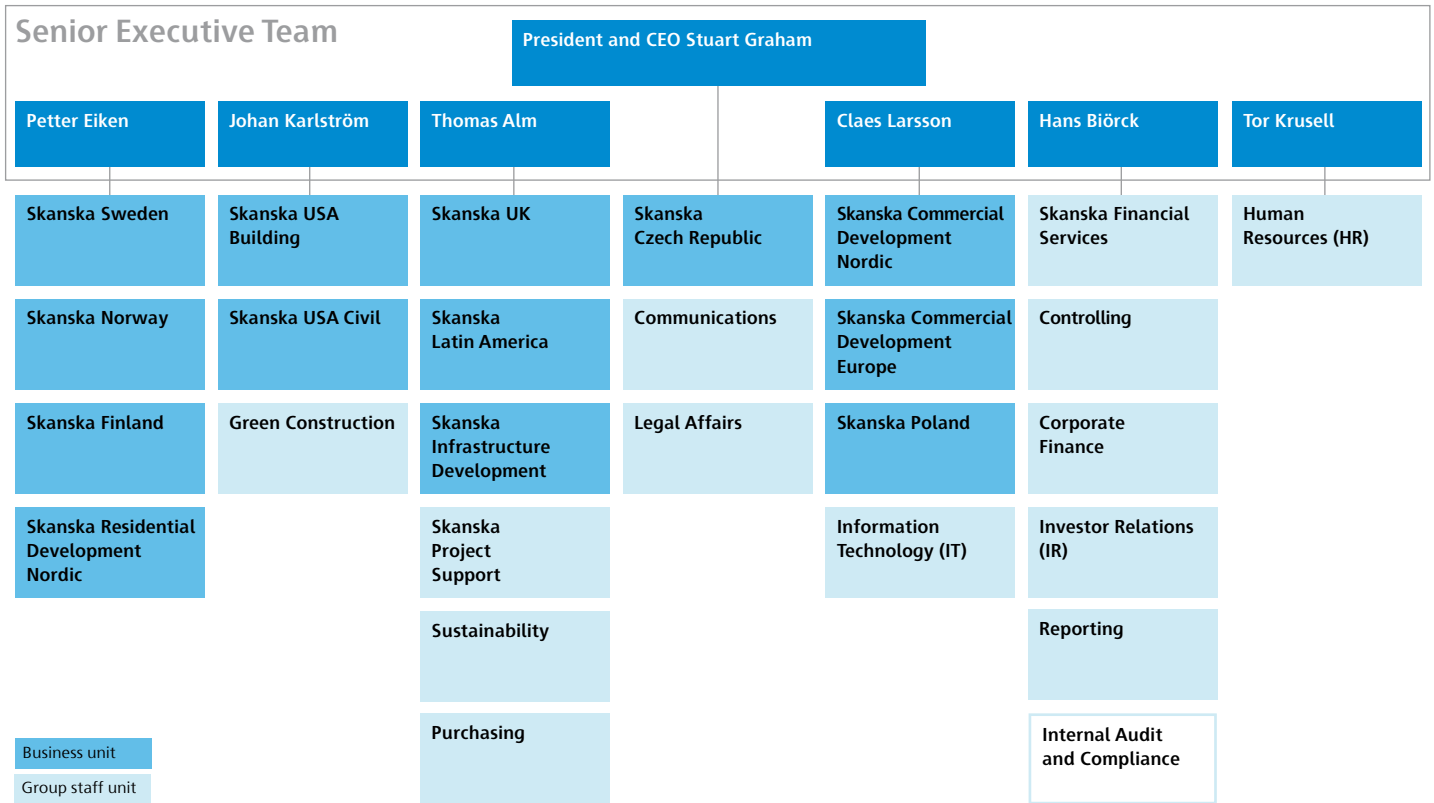 Senior Executive Team
President and CEO Stuart Graham
Petter Eiken
Johan Karlström
Thomas Alm
Claes Larsson
Hans Biörck
Tor Krusell
Skanska Sweden
Skanska USA
Building
Skanska UK
Skanska
Czech Republic
Skanska Commercial
Development
Nordic
Skanska Financial
Services
Human
Resources (HR)
Skanska Norway
Skanska USA Civil
Skanska
Latin America
Communications
Skanska Commercial
Development
Europe
Controlling
Skanska Finland
Green Construction
Skanska
Infrastructure
Development
Legal Affairs
Skanska Poland
Corporate
Finance
Skanska Residential
Development
Nordic
Skanska
Project
Support
Information
Technology (IT)
Investor Relations
(IR)
Sustainability
Reporting
Purchasing
Internal Audit
and Compliance
Business unit
Group staff unit